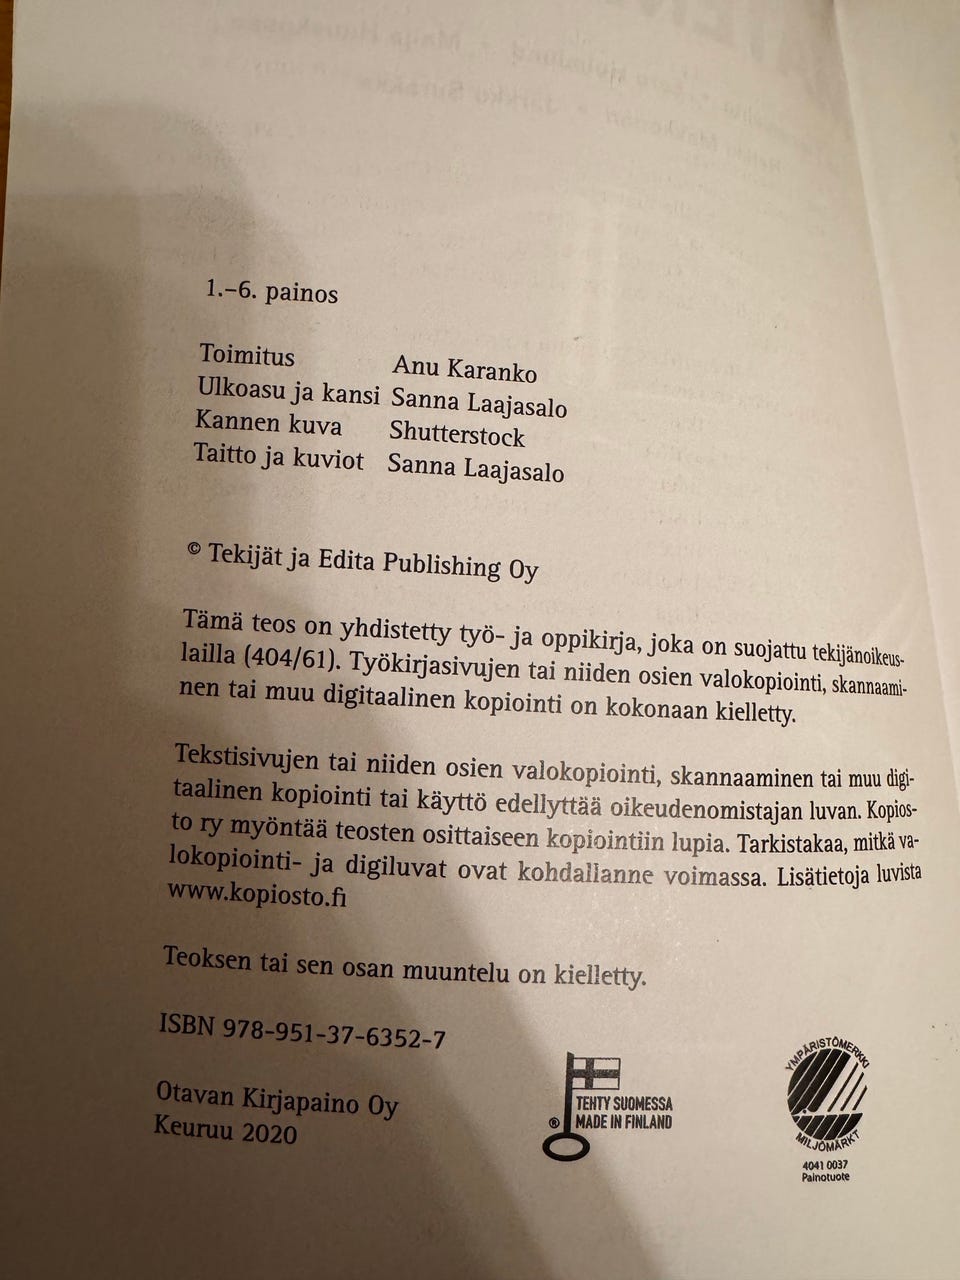 1.–6. painos
Toimitus Anu Karanko
Ulkoasu ja kansi Sanna Laajasalo
Kannen kuva Shutterstock
Taitto ja kuviot Sanna Laajasalo
© Tekijät ja Edita Publishing Oy
Tämä teos on yhdistetty työ- ja oppikirja, joka on suojattu tekijänoikeus-
lailla (404/61). Työkirjasivujen tai niiden osien valokopiointi, skannaami-
nen tai muu digitaalinen kopiointi on kokonaan kielletty.
Tekstisivujen tai niiden osien valokopiointi, skannaaminen tai muu digi-
taalinen kopiointi tai käyttö edellyttää oikeudenomistajan luvan. Kopios-
to ry myöntää teosten osittaiseen kopiointiin lupia. Tarkistakaa, mitkä va-
lokopiointi- ja digiluvat ovat kohdallanne voimassa. Lisätietoja luvista
www.kopiosto.fi
Teoksen tai sen osan muuntelu on kielletty.
ISBN 978-951-37-6352-7
Otavan Kirjapaino Oy
Keuruu 2020
TEHTY SUOMESSA
® MADE IN FINLAND
YMPÄRISTÖMERKKI
MILJÖMÄRKT
4041 0037
Painotuote